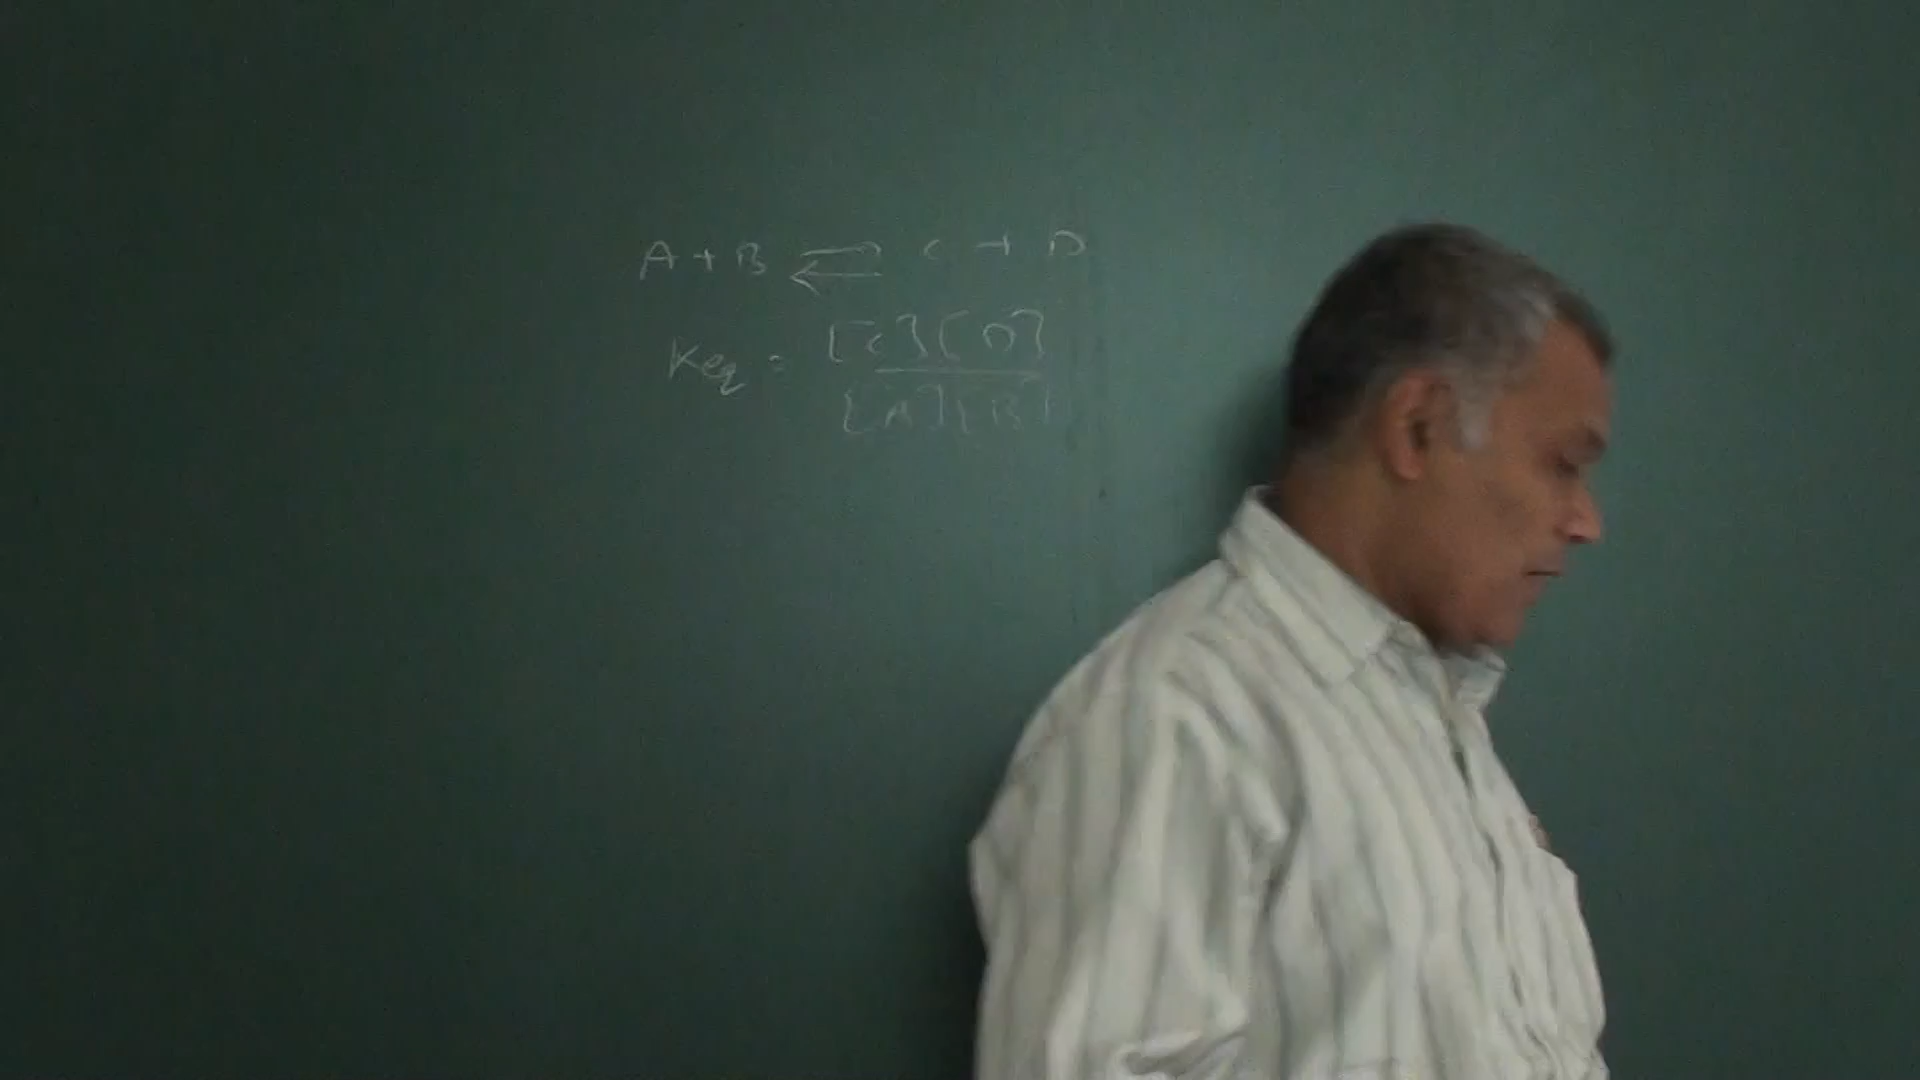 A + B ⇌ C + D
Keq = [C][D]
[A][B]